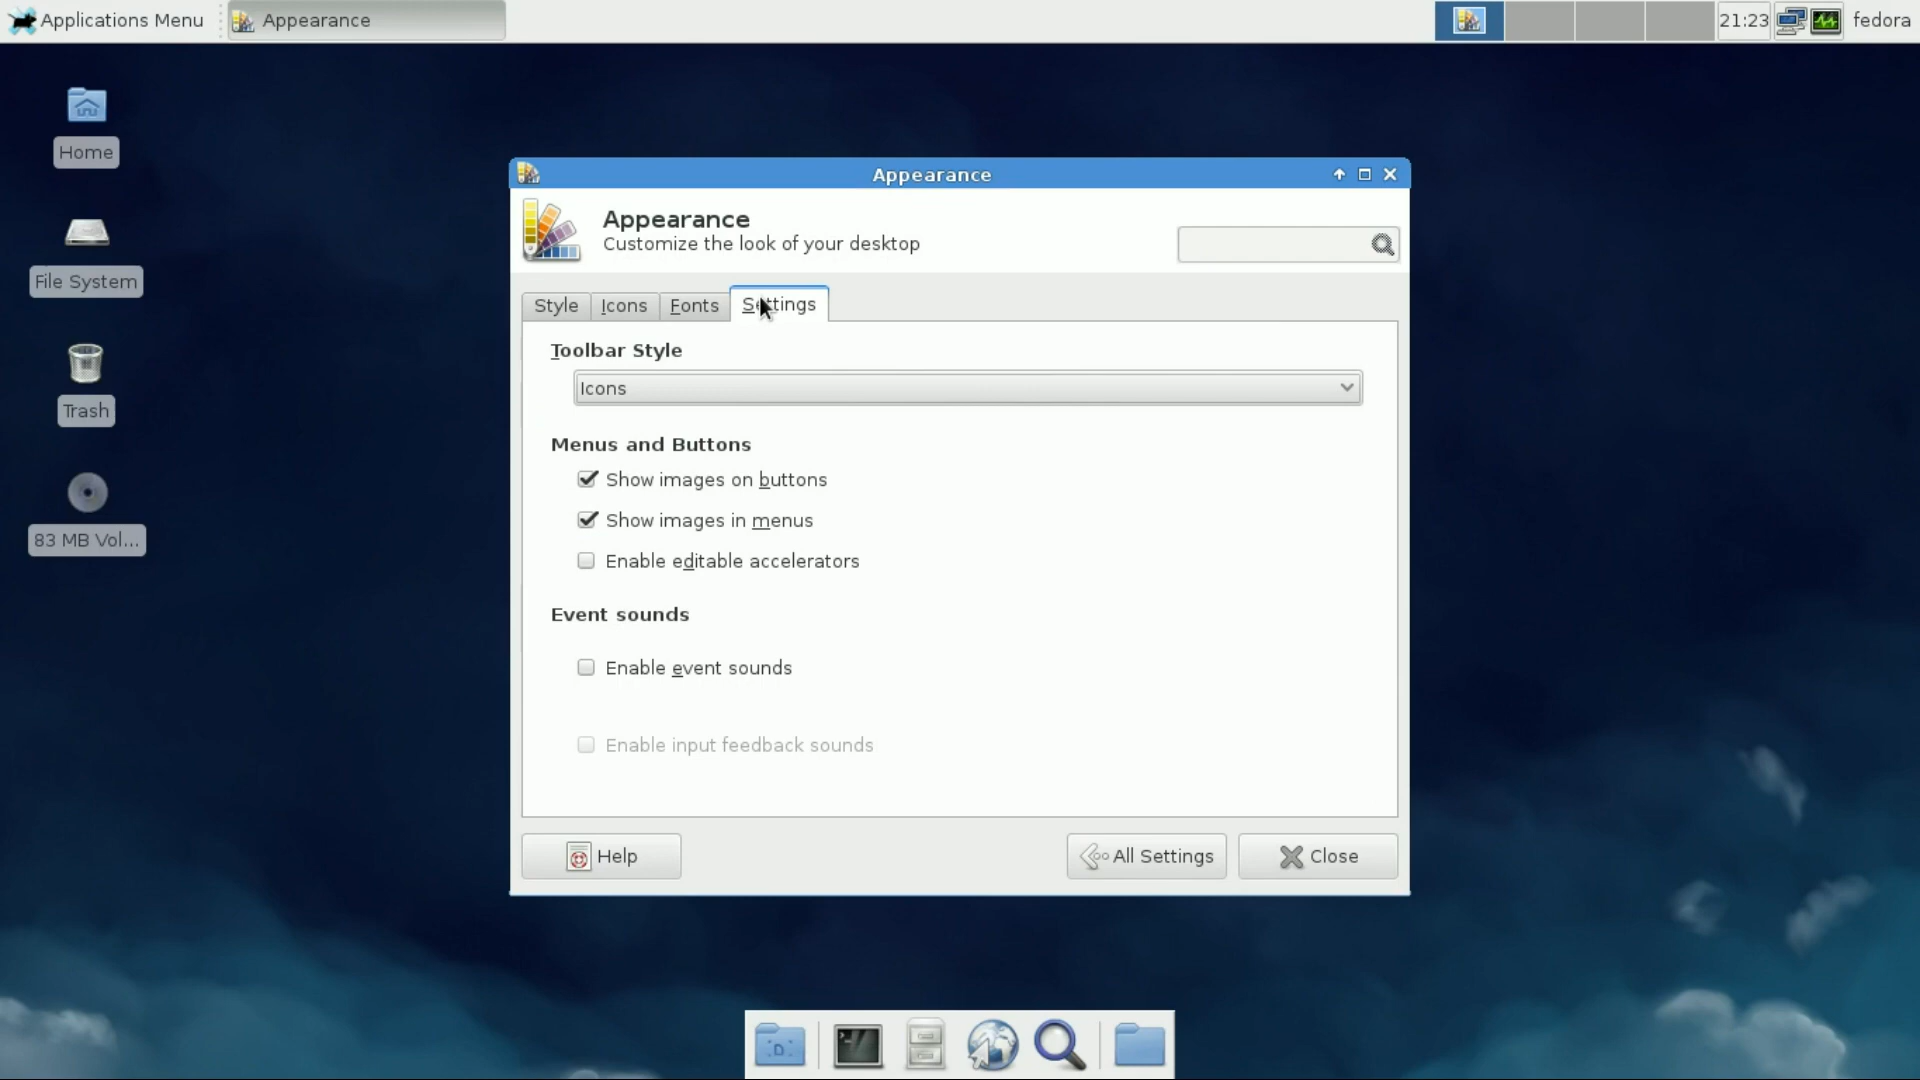 Applications Menu
Appearance
21:23
fedora
Home
File System
Trash
83 MB Vol...
Appearance
Appearance
Customize the look of your desktop
Style
Icons
Fonts
Settings
Toolbar Style
Icons
Menus and Buttons
Show images on buttons
Show images in menus
Enable editable accelerators
Event sounds
Enable event sounds
Enable input feedback sounds
Help
All Settings
Close
D